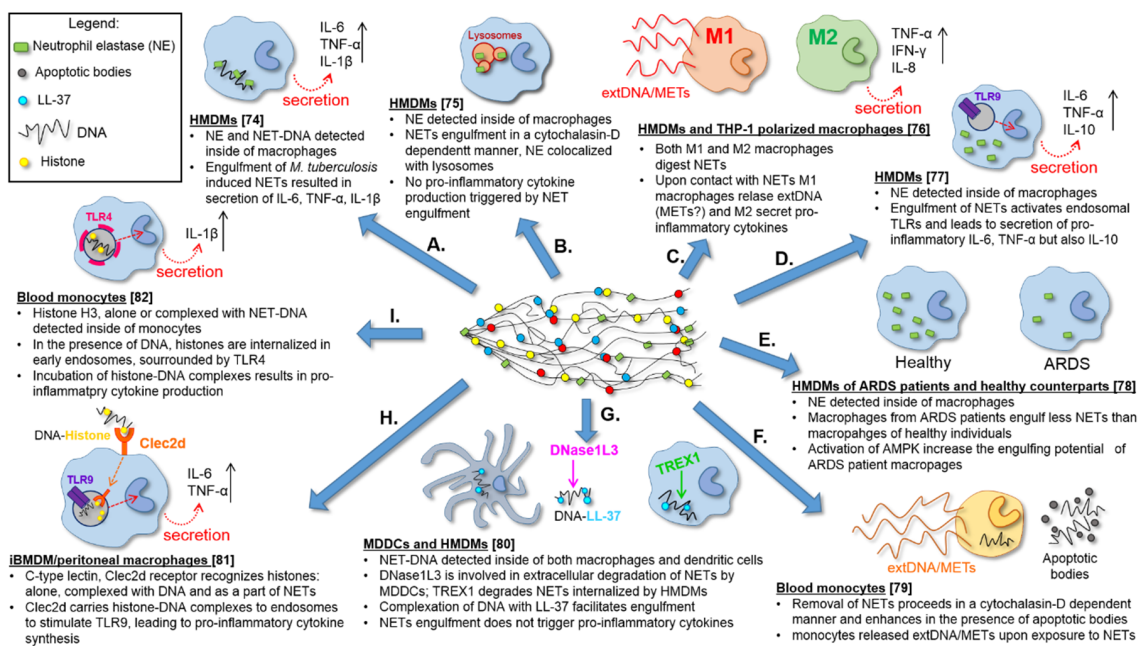 Legend:
Neutrophil elastase (NE)
Apoptotic bodies
LL-37
DNA
Histone
IL-6
TNF-α
IL-1β
secretion
HMDMs [74]
• NE and NET-DNA detected
inside of macrophages
• Engulfment of M. tuberculosis
induced NETs resulted in
secretion of IL-6, TNF-α, IL-1β
Lysosomes
HMDMs [75]
• NE detected inside of macrophages
• NETs engulfment in a cytochalasin-D
dependentt manner, NE colocalized
with lysosomes
• No pro-inflammatory cytokine
production triggered by NET
engulfment
M1
extDNA/METs
M2
TNF-α
IFN-γ
IL-8
secretion
HMDMs and THP-1 polarized macrophages [76]
• Both M1 and M2 macrophages
digest NETs
• Upon contact with NETs M1
macrophages relase extDNA
(METs?) and M2 secret pro-
inflammatory cytokines
TLR9
IL-6
TNF-α
IL-10
secretion
HMDMs [77]
• NE detected inside of macrophages
• Engulfment of NETs activates endosomal
TLRs and leads to secretion of pro-
inflammatory IL-6, TNF-α but also IL-10
A.
B.
C.
D.
E.
F.
G.
H.
I.
TLR4
IL-1β
secretion
Blood monocytes [82]
• Histone H3, alone or complexed with NET-DNA
detected inside of monocytes
• In the presence of DNA, histones are internalized in
early endosomes, sourrounded by TLR4
• Incubation of histone-DNA complexes results in pro-
inflammatpry cytokine production
Healthy
ARDS
HMDMs of ARDS patients and healthy counterparts [78]
• NE detected inside of macrophages
• Macrophages from ARDS patients engulf less NETs than
macropahges of healthy individuals
• Activation of AMPK increase the engulfing potential of
ARDS patient macropages
DNA-Histone
Clec2d
TLR9
IL-6
TNF-α
secretion
iBMDM/peritoneal macrophages [81]
• C-type lectin, Clec2d receptor recognizes histones:
alone, complexed with DNA and as a part of NETs
• Clec2d carries histone-DNA complexes to endosomes
to stimulate TLR9, leading to pro-inflammatory cytokine
synthesis
DNase1L3
DNA-LL-37
TREX1
MDDCs and HMDMs [80]
• NET-DNA detected inside of both macrophages and dendritic cells
• DNase1L3 is involved in extracellular degradation of NETs by
MDDCs; TREX1 degrades NETs internalized by HMDMs
• Complexation of DNA with LL-37 facilitates engulfment
• NETs engulfment does not trigger pro-inflammatory cytokines
extDNA/METs
Apoptotic
bodies
Blood monocytes [79]
• Removal of NETs proceeds in a cytochalasin-D dependent
manner and enhances in the presence of apoptotic bodies
• monocytes released extDNA/METs upon exposure to NETs